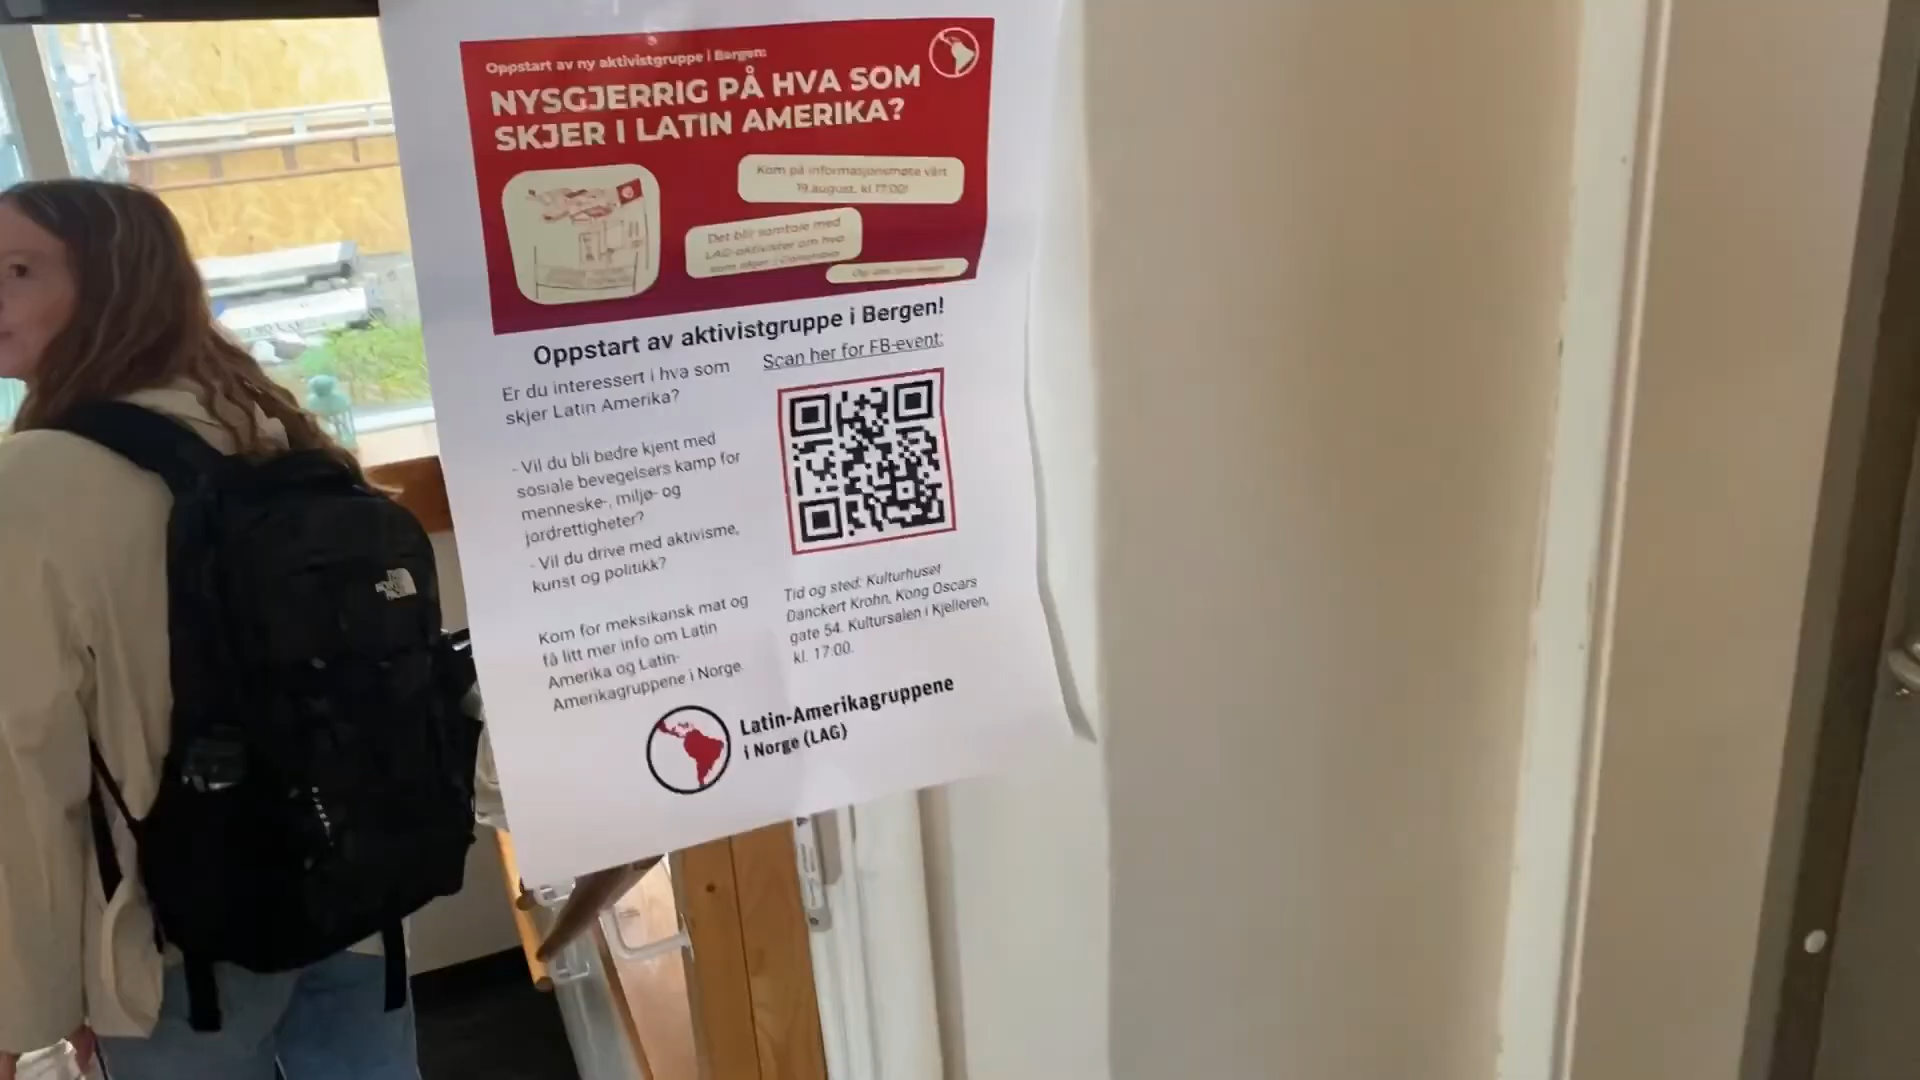 Oppstart av ny aktivistgruppe i Bergen:
NYSGJERRIG PÅ HVA SOM
SKJER I LATIN AMERIKA?
Kom på informasjonsmøte vårt
19.august, kl 17:00!
Det blir samtale med
LAG-aktivister om hva
som skjer i Colombia
Oppstart av aktivistgruppe i Bergen!
Er du interessert i hva som
skjer Latin Amerika?
- Vil du bli bedre kjent med
sosiale bevegelsers kamp for
menneske-, miljø- og
jordrettigheter?
- Vil du drive med aktivisme,
kunst og politikk?
Kom for meksikansk mat og
få litt mer info om Latin
Amerika og Latin-
Amerikagruppene i Norge.
Scan her for FB-event:
Tid og sted: Kulturhuset
Danckert Krohn, Kong Oscars
gate 54. Kultursalen i Kjelleren,
kl. 17:00.
Latin-Amerikagruppene
i Norge (LAG)